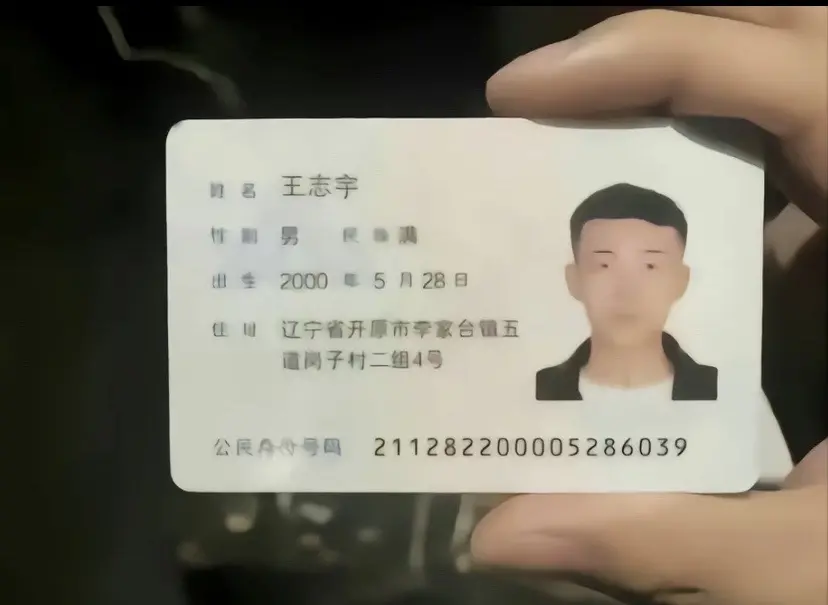 姓名 王志宇
性别 男 民族 满
出生 2000 年 5 月 28 日
住址 辽宁省开原市李家台镇五
道岗子村二组4号
公民身份号码 211282200005286039